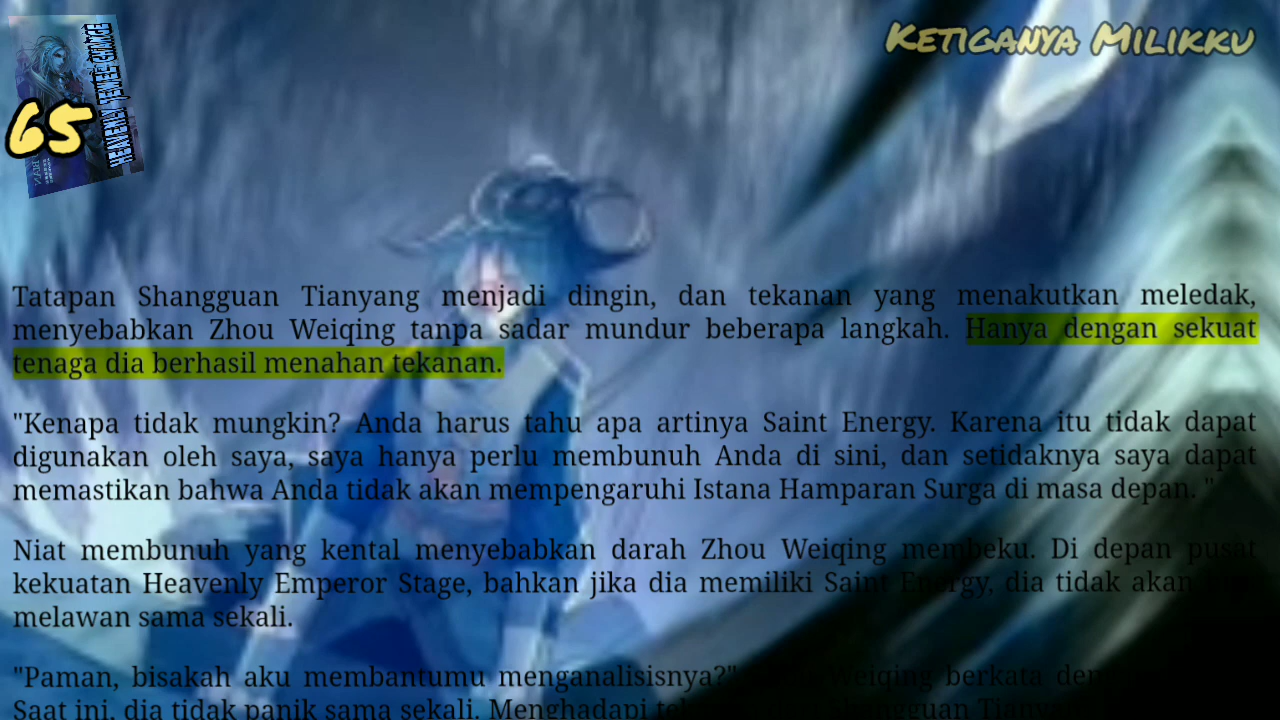 HEAVENLY JEWEL CHANGE
65
Ketiganya Milikku
Tatapan Shangguan Tianyang menjadi dingin, dan tekanan yang menakutkan meledak,
menyebabkan Zhou Weiqing tanpa sadar mundur beberapa langkah. Hanya dengan sekuat
tenaga dia berhasil menahan tekanan.
"Kenapa tidak mungkin? Anda harus tahu apa artinya Saint Energy. Karena itu tidak dapat
digunakan oleh saya, saya hanya perlu membunuh Anda di sini, dan setidaknya saya dapat
memastikan bahwa Anda tidak akan mempengaruhi Istana Hamparan Surga di masa depan. "
Niat membunuh yang kental menyebabkan darah Zhou Weiqing membeku. Di depan pusat
kekuatan Heavenly Emperor Stage, bahkan jika dia memiliki Saint Energy, dia tidak akan
melawan sama sekali.
"Paman, bisakah aku membantumu menganalisisnya?" Weiqing berkata
Saat ini, dia tidak panik sama sekali. Menghadapi Shangguan